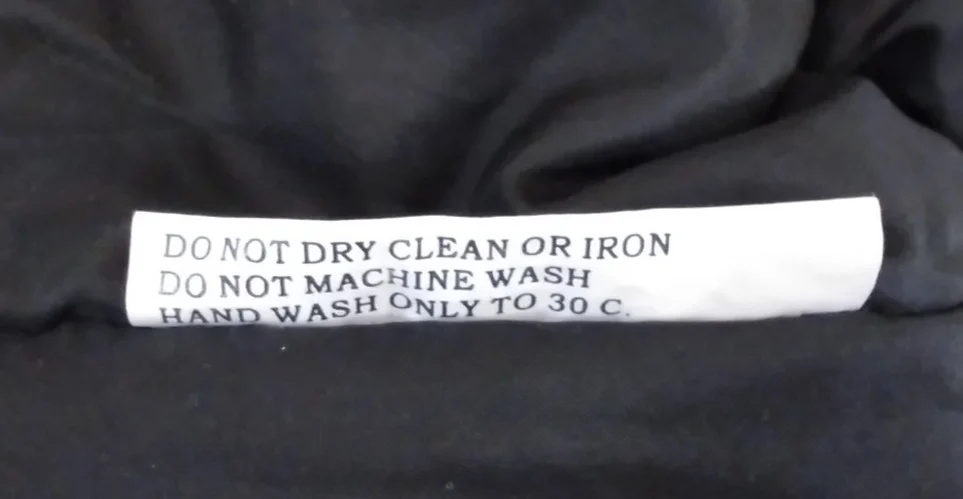 DO NOT DRY CLEAN OR IRON
DO NOT MACHINE WASH
HAND WASH ONLY TO 30 C.